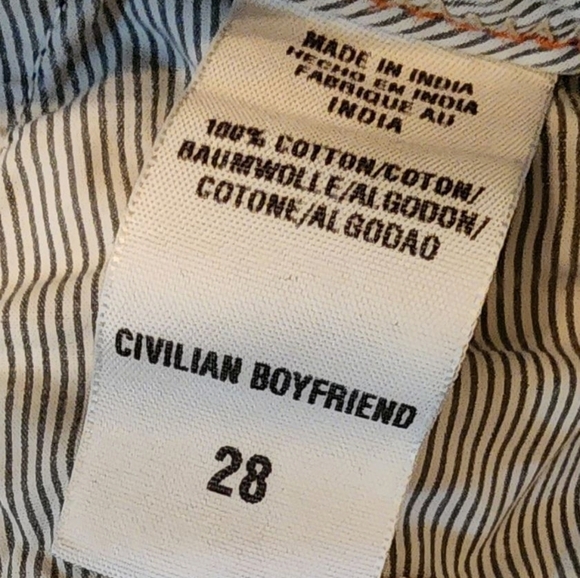 MADE IN INDIA
HECHO EN INDIA
FABRIQUE AU
INDIA
100% COTTON/COTON/
BAUMWOLLE/ALGODON/
COTONE/ALGODAO
CIVILIAN BOYFRIEND
28